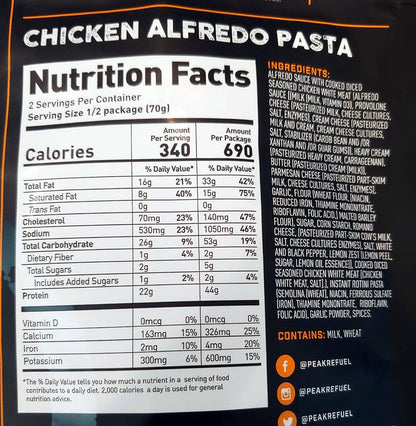 CHICKEN ALFREDO PASTA
Nutrition Facts
2 Servings Per Container
Serving Size 1/2 package (70g)
Amount Per Serving Amount Per Package
Calories 340 690
% Daily Value* % Daily Value*
Total Fat 16g 21% 33g 42%
Saturated Fat 8g 40% 15g 75%
Trans Fat 0g 0g
Cholesterol 70mg 23% 140mg 47%
Sodium 530mg 23% 1050mg 46%
Total Carbohydrate 26g 9% 53g 19%
Dietary Fiber 1g 4% 2g 7%
Total Sugars 2g 5g
Includes Added Sugars 1g 2% 2g 4%
Protein 22g 44g
Vitamin D 0mcg 0% 0mcg 0%
Calcium 163mg 15% 326mg 25%
Iron 2mg 10% 4mg 20%
Potassium 300mg 6% 600mg 15%
*The % Daily Value tells you how much a nutrient in a serving of food
contributes to a daily diet. 2,000 calories a day is used for general
nutrition advice.
INGREDIENTS:
ALFREDO SAUCE WITH COOKED DICED
SEASONED CHICKEN WHITE MEAT [ALFREDO
SAUCE [(MILK (MILK, VITAMIN D3), PROVOLONE
CHEESE (PASTEURIZED MILK, CHEESE CULTURES,
SALT, ENZYMES), CREAM CHEESE (PASTEURIZED
MILK AND CREAM, CHEESE CULTURES,
SALT, STABILIZER (CAROB BEAN AND /OR
XANTHAN AND /OR GUAR GUMS)), HEAVY CREAM
(PASTEURIZED HEAVY CREAM, CARRAGEENAN),
BUTTER (PASTEURIZED CREAM (MILK)),
PARMESAN CHEESE (PASTEURIZED PART-SKIM
MILK, CHEESE CULTURES, SALT, ENZYMES),
GARLIC, FLOUR (WHEAT FLOUR, (NIACIN,
REDUCED IRON, THIAMINE MONONITRATE,
RIBOFLAVIN, FOLIC ACID), MALTED BARLEY
FLOUR), SUGAR, CORN STARCH, ROMANO
CHEESE, (PASTEURIZED PART-SKIM COW'S MILK,
SALT, CHEESE CULTURES ENZYMES), SALT, WHITE
AND BLACK PEPPER, LEMON ZEST (LEMON PEEL,
SUGAR, LEMON OIL ESSENCE)], COOKED DICED
SEASONED CHICKEN WHITE MEAT (CHICKEN
WHITE MEAT, SALT)], INSTANT ROTINI PASTA
(SEMOLINA (WHEAT), NIACIN, FERROUS SULFATE
(IRON), THIAMINE MONONITRATE, RIBOFLAVIN,
FOLIC ACID), GARLIC POWDER, SPICES.
CONTAINS: MILK, WHEAT
@PEAKREFUEL
@PEAKREFUEL
@PEAKREFUEL